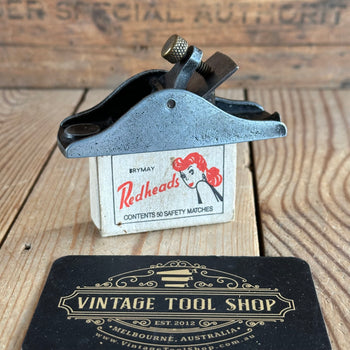 DER SPECIAL AUTHORIT
BRYMAY
Redheads
CONTENTS 50 SAFETY MATCHES
VINTAGE TOOL SHOP
EST. 2012
MELBOURNE, AUSTRALIA
www.VintageToolShop.com.au